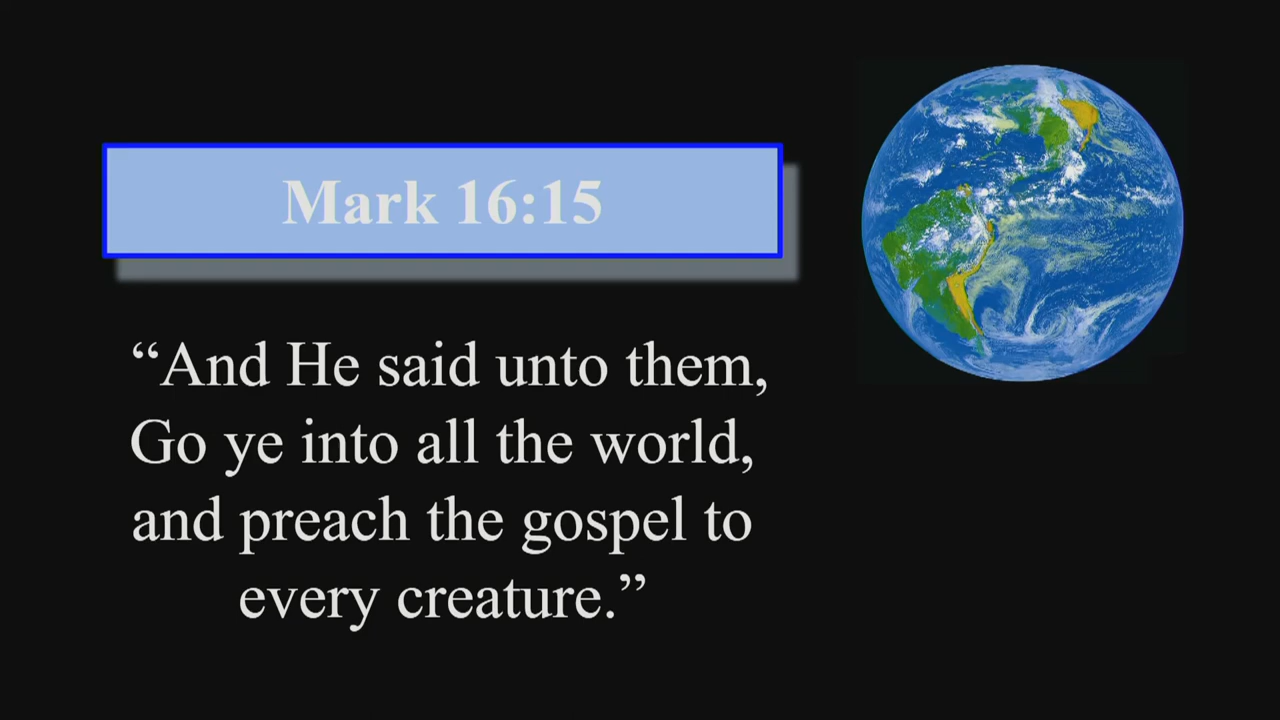 Mark 16:15
“And He said unto them,
Go ye into all the world,
and preach the gospel to
every creature.”